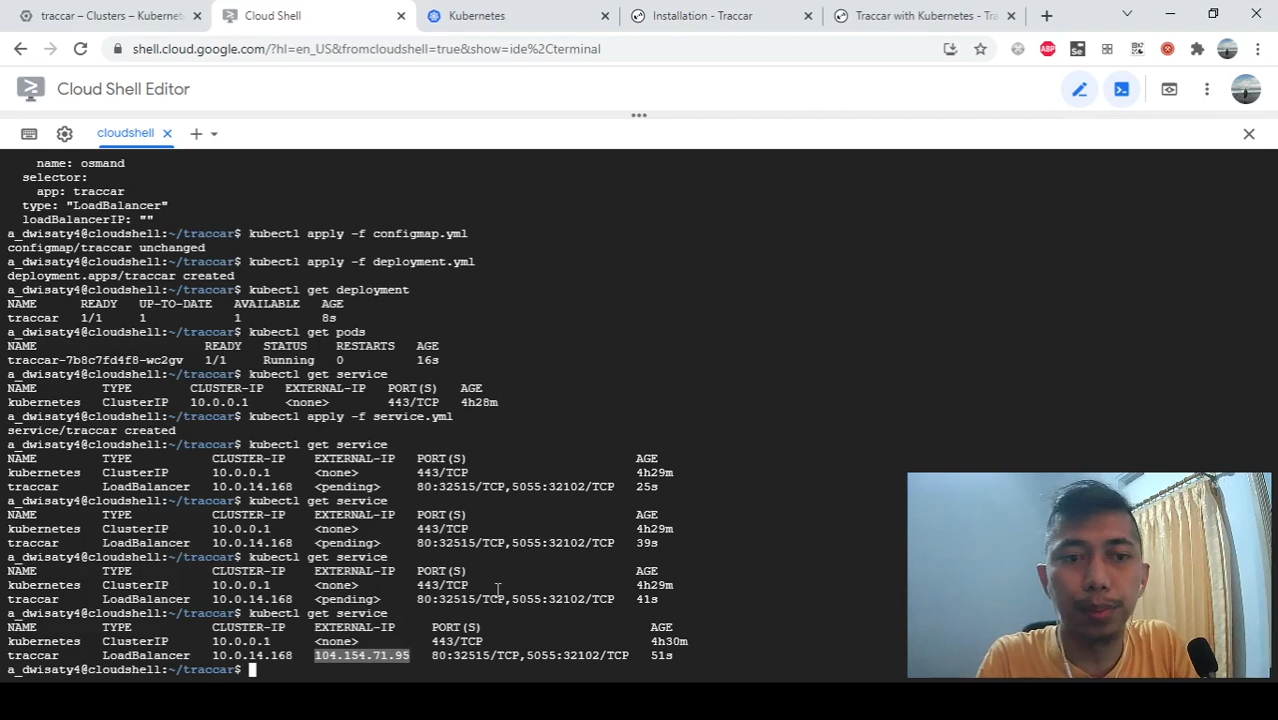 traccar – Clusters – Kubernet
Cloud Shell
Kubernetes
Installation - Traccar
Traccar with Kubernetes - Tra
shell.cloud.google.com/?hl=en_US&fromcloudshell=true&show=ide%2Cterminal
Cloud Shell Editor
cloudshell
name: osmand
selector:
app: traccar
type: "LoadBalancer"
loadBalancerIP: ""
a_dwisaty4@cloudshell:~/traccar$ kubectl apply -f configmap.yml
configmap/traccar unchanged
a_dwisaty4@cloudshell:~/traccar$ kubectl apply -f deployment.yml
deployment.apps/traccar created
a_dwisaty4@cloudshell:~/traccar$ kubectl get deployment
NAME READY UP-TO-DATE AVAILABLE AGE
traccar 1/1 1 1 8s
a_dwisaty4@cloudshell:~/traccar$ kubectl get pods
NAME READY STATUS RESTARTS AGE
traccar-7b8c7fd4f8-wc2gv 1/1 Running 0 16s
a_dwisaty4@cloudshell:~/traccar$ kubectl get service
NAME TYPE CLUSTER-IP EXTERNAL-IP PORT(S) AGE
kubernetes ClusterIP 10.0.0.1 <none> 443/TCP 4h28m
a_dwisaty4@cloudshell:~/traccar$ kubectl apply -f service.yml
service/traccar created
a_dwisaty4@cloudshell:~/traccar$ kubectl get service
NAME TYPE CLUSTER-IP EXTERNAL-IP PORT(S) AGE
kubernetes ClusterIP 10.0.0.1 <none> 443/TCP 4h29m
traccar LoadBalancer 10.0.14.168 <pending> 80:32515/TCP,5055:32102/TCP 25s
a_dwisaty4@cloudshell:~/traccar$ kubectl get service
NAME TYPE CLUSTER-IP EXTERNAL-IP PORT(S) AGE
kubernetes ClusterIP 10.0.0.1 <none> 443/TCP 4h29m
traccar LoadBalancer 10.0.14.168 <pending> 80:32515/TCP,5055:32102/TCP 39s
a_dwisaty4@cloudshell:~/traccar$ kubectl get service
NAME TYPE CLUSTER-IP EXTERNAL-IP PORT(S) AGE
kubernetes ClusterIP 10.0.0.1 <none> 443/TCP 4h29m
traccar LoadBalancer 10.0.14.168 <pending> 80:32515/TCP,5055:32102/TCP 41s
a_dwisaty4@cloudshell:~/traccar$ kubectl get service
NAME TYPE CLUSTER-IP EXTERNAL-IP PORT(S) AGE
kubernetes ClusterIP 10.0.0.1 <none> 443/TCP 4h30m
traccar LoadBalancer 10.0.14.168 104.154.71.95 80:32515/TCP,5055:32102/TCP 51s
a_dwisaty4@cloudshell:~/traccar$